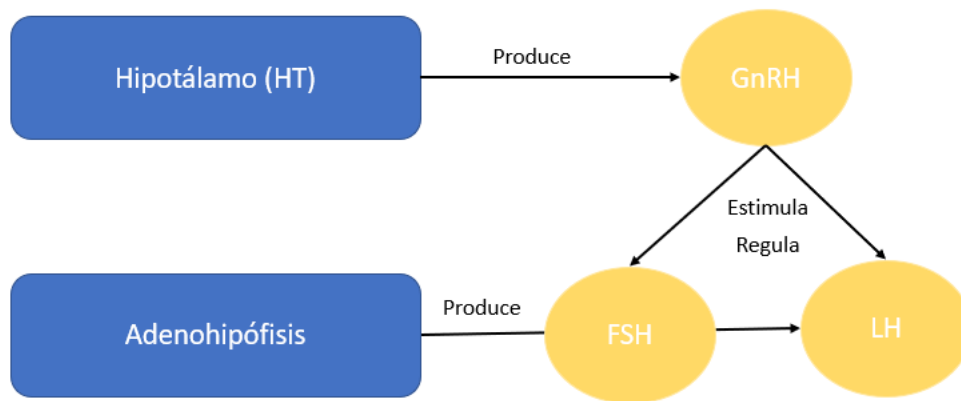 Hipotálamo (HT)
Produce
GnRH
Estimula
Regula
Adenohipófisis
Produce
FSH
LH